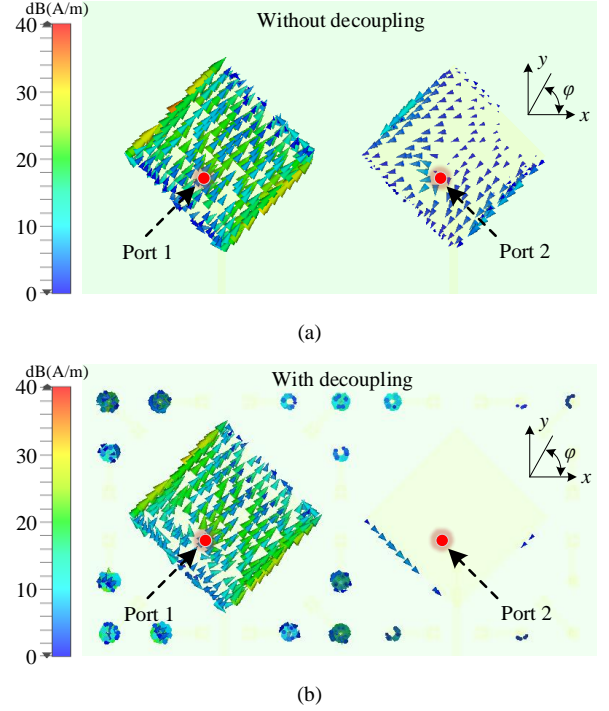 dB(A/m)
Without decoupling
40
30
20
10
0
y
φ
x
Port 1
Port 2
(a)
dB(A/m)
With decoupling
40
30
20
10
0
y
φ
x
Port 1
Port 2
(b)